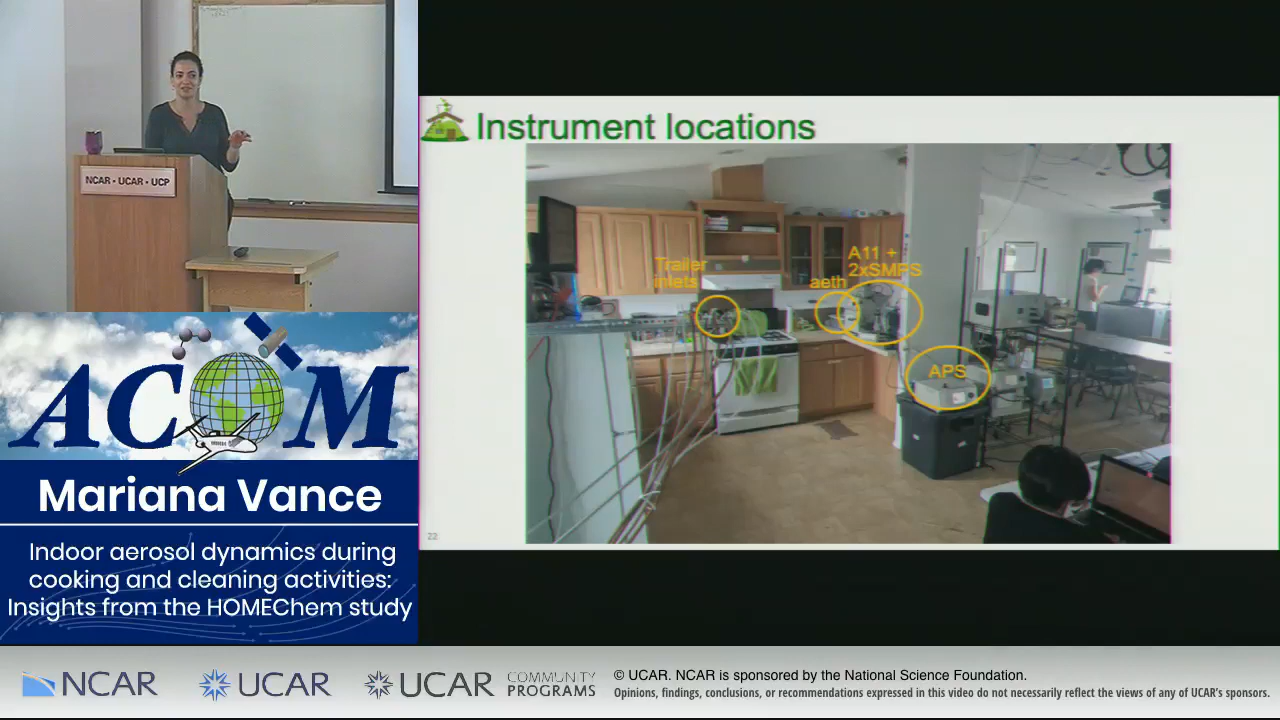 NCAR • UCAR • UCP
ACOM
Mariana Vance
Indoor aerosol dynamics during
cooking and cleaning activities:
Insights from the HOMEChem study
Instrument locations
Trailer
inlets
aeth
A11 +
2xSMPS
APS
22
NCAR
UCAR
UCAR
COMMUNITY
PROGRAMS
© UCAR. NCAR is sponsored by the National Science Foundation.
Opinions, findings, conclusions, or recommendations expressed in this video do not necessarily reflect the views of any of UCAR's sponsors.